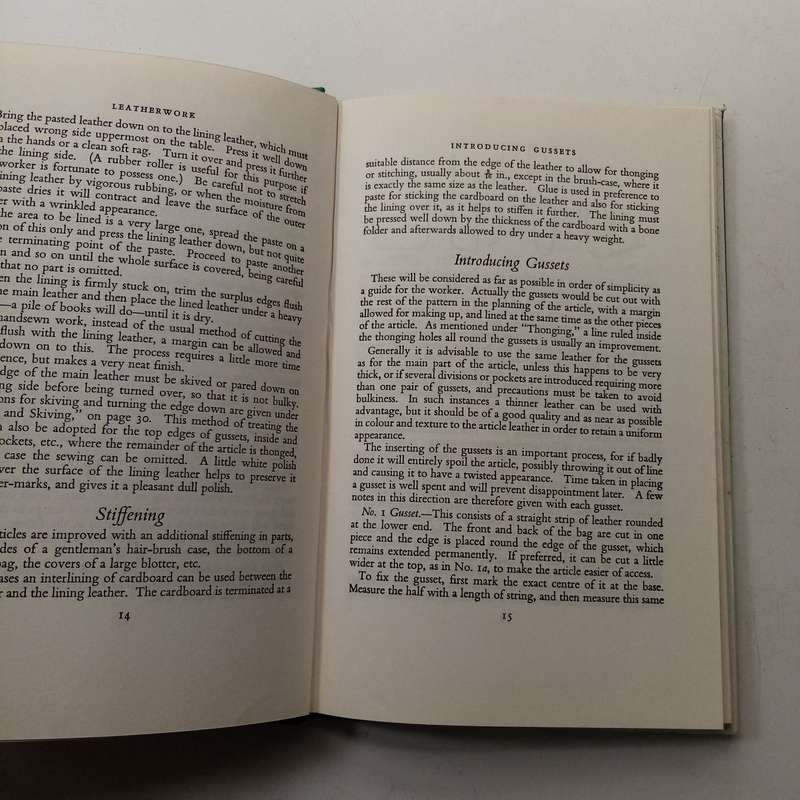 LEATHERWORK
Bring the pasted leather down on to the lining leather, which must
placed wrong side uppermost on the table. Press it well down
the hands or a clean soft rag. Turn it over and press it further
the lining side. (A rubber roller is useful for this purpose if
worker is fortunate to possess one.) Be careful not to stretch
ining leather by vigorous rubbing, or when the moisture from
paste dries it will contract and leave the surface of the outer
er with a wrinkled appearance.
the area to be lined is a very large one, spread the paste on a
on of this only and press the lining leather down, but not quite
e terminating point of the paste. Proceed to paste another
n and so on until the whole surface is covered, being careful
that no part is omitted.
en the lining is firmly stuck on, trim the surplus edges flush
he main leather and then place the lined leather under a heavy
—a pile of books will do—until it is dry.
handsewn work, instead of the usual method of cutting the
flush with the lining leather, a margin can be allowed and
down on to this. The process requires a little more time
ence, but makes a very neat finish.
edge of the main leather must be skived or pared down on
ng side before being turned over, so that it is not bulky.
ions for skiving and turning the edge down are given under
and Skiving," on page 30. This method of treating the
n also be adopted for the top edges of gussets, inside and
ockets, etc., where the remainder of the article is thonged,
case the sewing can be omitted. A little white polish
ver the surface of the lining leather helps to preserve it
er-marks, and gives it a pleasant dull polish.
Stiffening
ticles are improved with an additional stiffening in parts,
des of a gentleman's hair-brush case, the bottom of a
bag, the covers of a large blotter, etc.
ases an interlining of cardboard can be used between the
r and the lining leather. The cardboard is terminated at a
14
INTRODUCING GUSSETS
suitable distance from the edge of the leather to allow for thonging
or stitching, usually about in., except in the brush-case, where it
is exactly the same size as the leather. Glue is used in preference to
paste for sticking the cardboard on the leather and also for sticking
the lining over it, as it helps to stiffen it further. The lining must
be pressed well down by the thickness of the cardboard with a bone
folder and afterwards allowed to dry under a heavy weight.
Introducing Gussets
These will be considered as far as possible in order of simplicity as
a guide for the worker. Actually the gussets would be cut out with
the rest of the pattern in the planning of the article, with a margin
allowed for making up, and lined at the same time as the other pieces
of the article. As mentioned under "Thonging," a line ruled inside
the thonging holes all round the gussets is usually an improvement.
Generally it is advisable to use the same leather for the gussets
as for the main part of the article, unless this happens to be very
thick, or if several divisions or pockets are introduced requiring more
than one pair of gussets, and precautions must be taken to avoid
bulkiness. In such instances a thinner leather can be used with
advantage, but it should be of a good quality and as near as possible
in colour and texture to the article leather in order to retain a uniform
appearance.
The inserting of the gussets is an important process, for if badly
done it will entirely spoil the article, possibly throwing it out of line
and causing it to have a twisted appearance. Time taken in placing
a gusset is well spent and will prevent disappointment later. A few
notes in this direction are therefore given with each gusset.
No. 1 Gusset.—This consists of a straight strip of leather rounded
at the lower end. The front and back of the bag are cut in one
piece and the edge is placed round the edge of the gusset, which
remains extended permanently. If preferred, it can be cut a little
wider at the top, as in No. 1a, to make the article easier of access.
To fix the gusset, first mark the exact centre of it at the base.
Measure the half with a length of string, and then measure this same
15